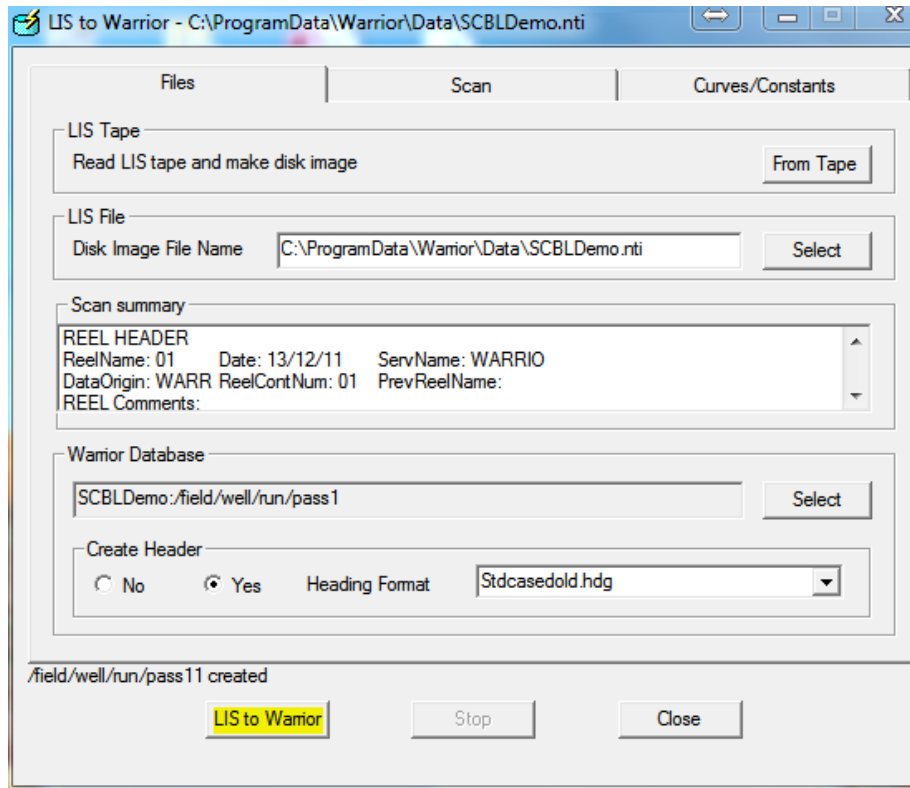 LIS to Warrior - C:\ProgramData\Warrior\Data\SCBLDemo.nti
Files Scan Curves/Constants
LIS Tape
Read LIS tape and make disk image From Tape
LIS File
Disk Image File Name C:\ProgramData\Warrior\Data\SCBLDemo.nti Select
Scan summary
REEL HEADER
ReelName: 01 Date: 13/12/11 ServName: WARRIO
DataOrigin: WARR ReelContNum: 01 PrevReelName:
REEL Comments:
Warrior Database
SCBLDemo:/field/well/run/pass1 Select
Create Header
No Yes Heading Format Stdcasedold.hdg
/field/well/run/pass11 created
LIS to Warrior Stop Close